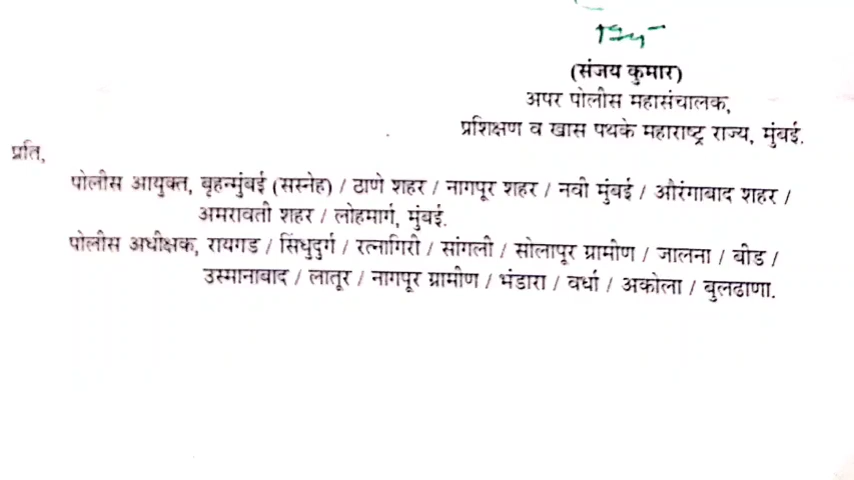 (संजय कुमार)
अपर पोलीस महासंचालक,
प्रशिक्षण व खास पथके महाराष्ट्र राज्य, मुंबई.
प्रति,
पोलीस आयुक्त, बृहन्मुंबई (सस्नेह) / ठाणे शहर / नागपूर शहर / नवी मुंबई / औरंगाबाद शहर /
अमरावती शहर / लोहमार्ग, मुंबई.
पोलीस अधीक्षक, रायगड / सिंधुदुर्ग / रत्नागिरी / सांगली / सोलापूर ग्रामीण / जालना / बीड /
उस्मानाबाद / लातूर / नागपूर ग्रामीण / भंडारा / वर्धा / अकोला / बुलढाणा.